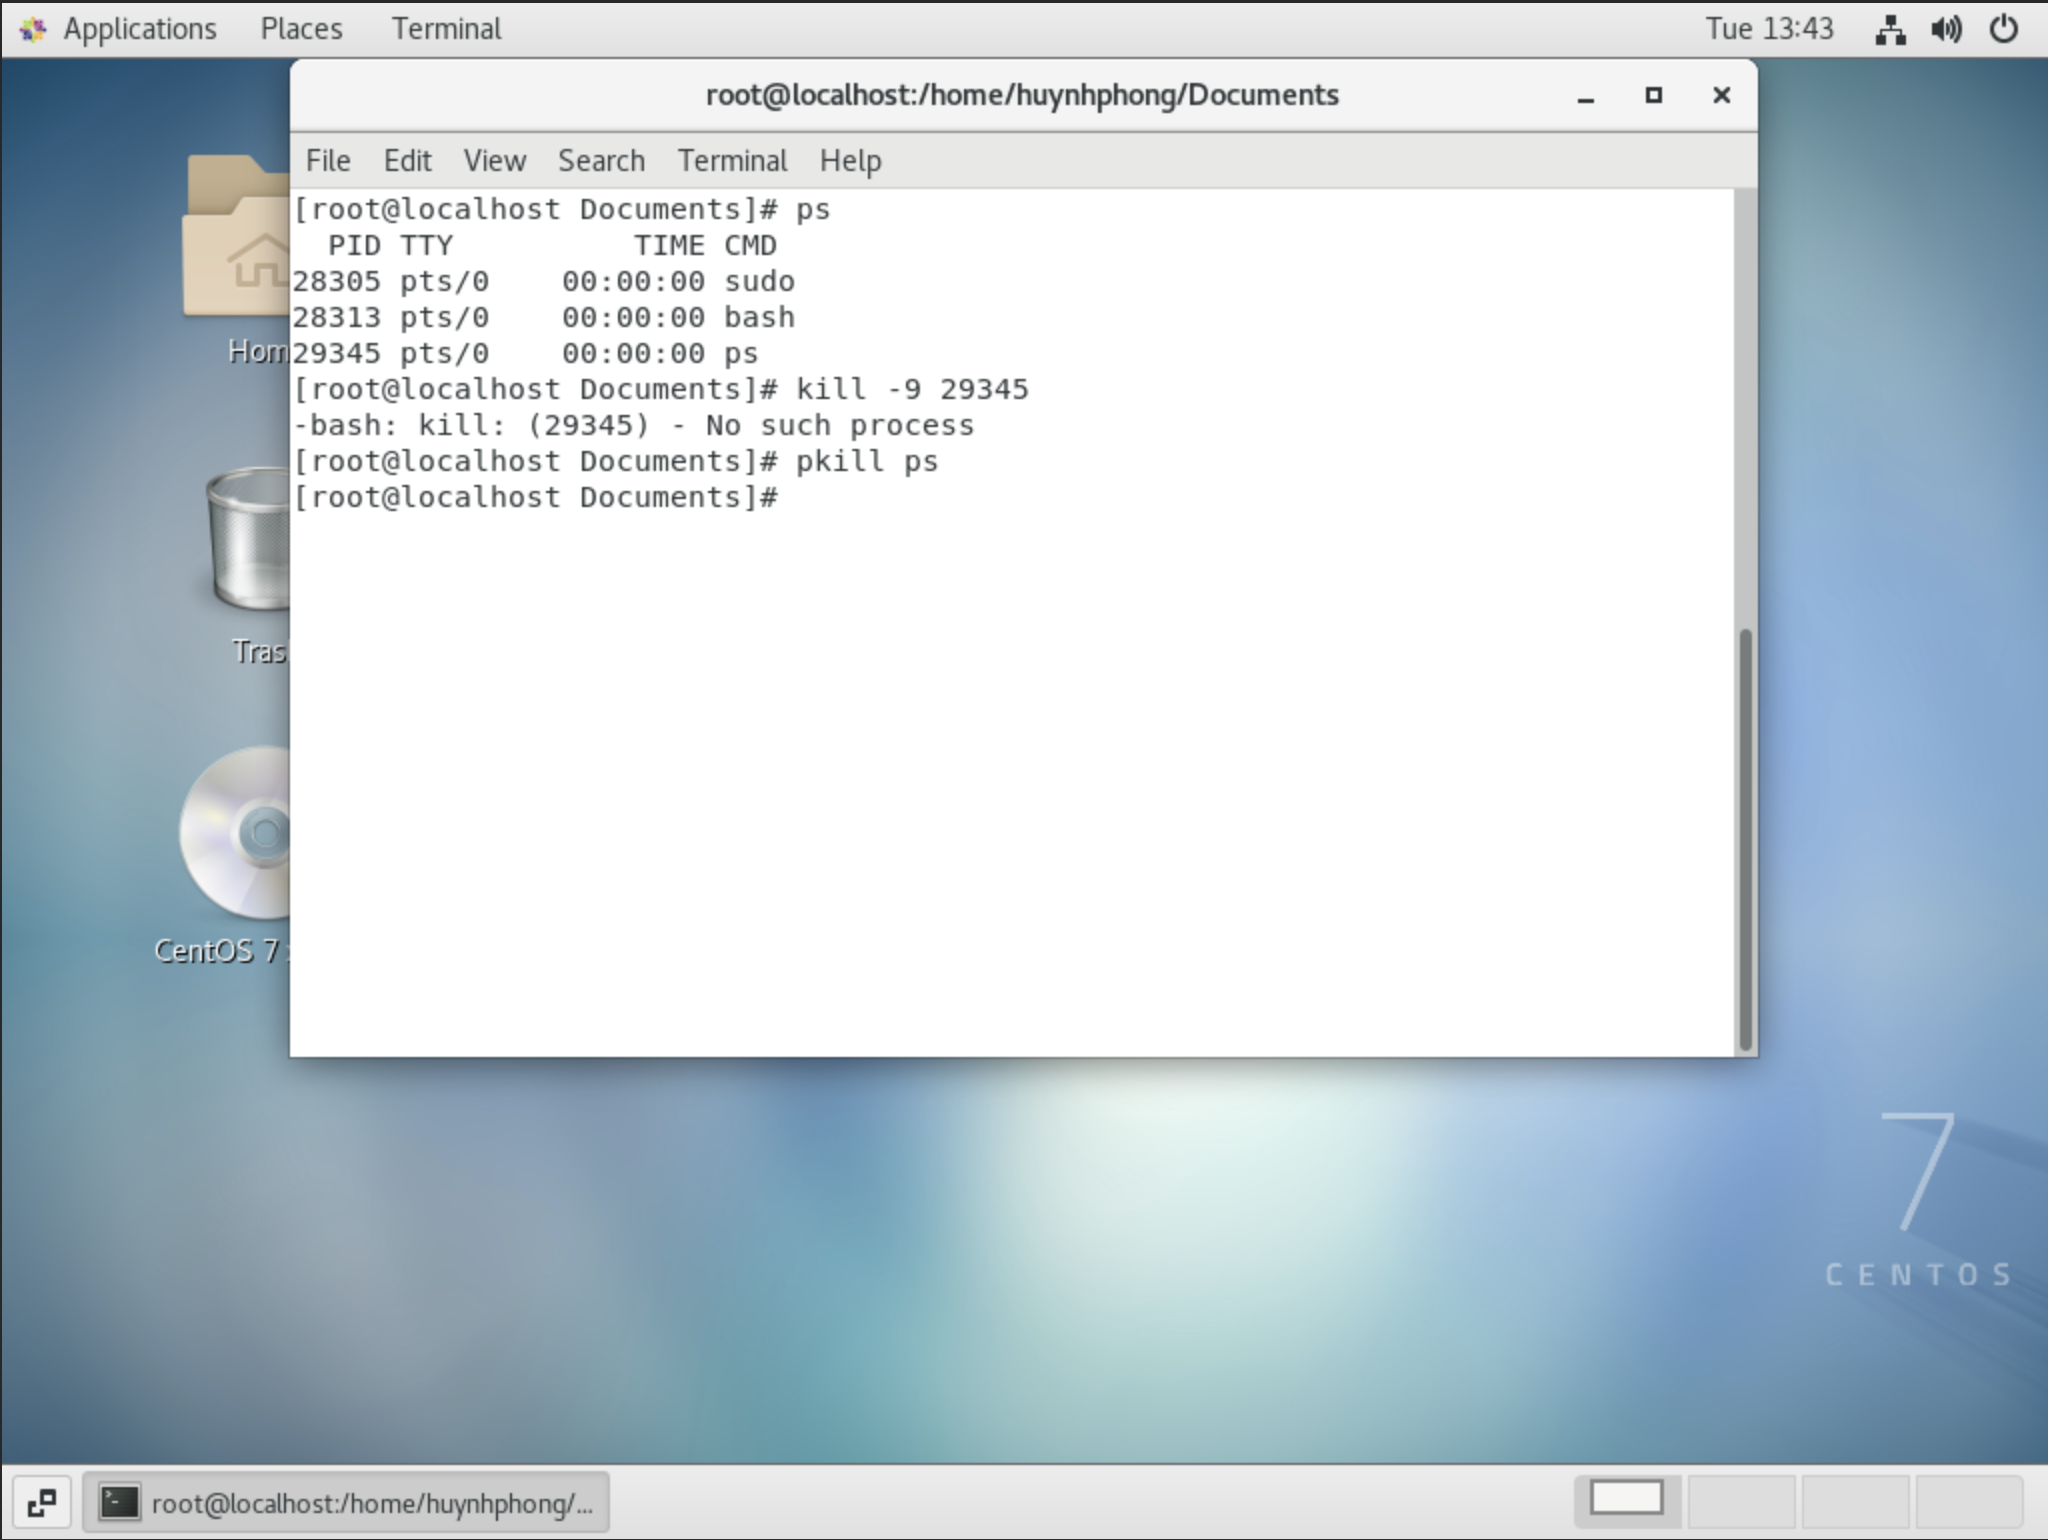 Applications Places Terminal Tue 13:43
root@localhost:/home/huynhphong/Documents
File Edit View Search Terminal Help
[root@localhost Documents]# ps
  PID TTY          TIME CMD
28305 pts/0    00:00:00 sudo
28313 pts/0    00:00:00 bash
29345 pts/0    00:00:00 ps
[root@localhost Documents]# kill -9 29345
-bash: kill: (29345) - No such process
[root@localhost Documents]# pkill ps
[root@localhost Documents]#
Hom
Tras
CentOS 7
7
CENTOS
root@localhost:/home/huynhphong/...